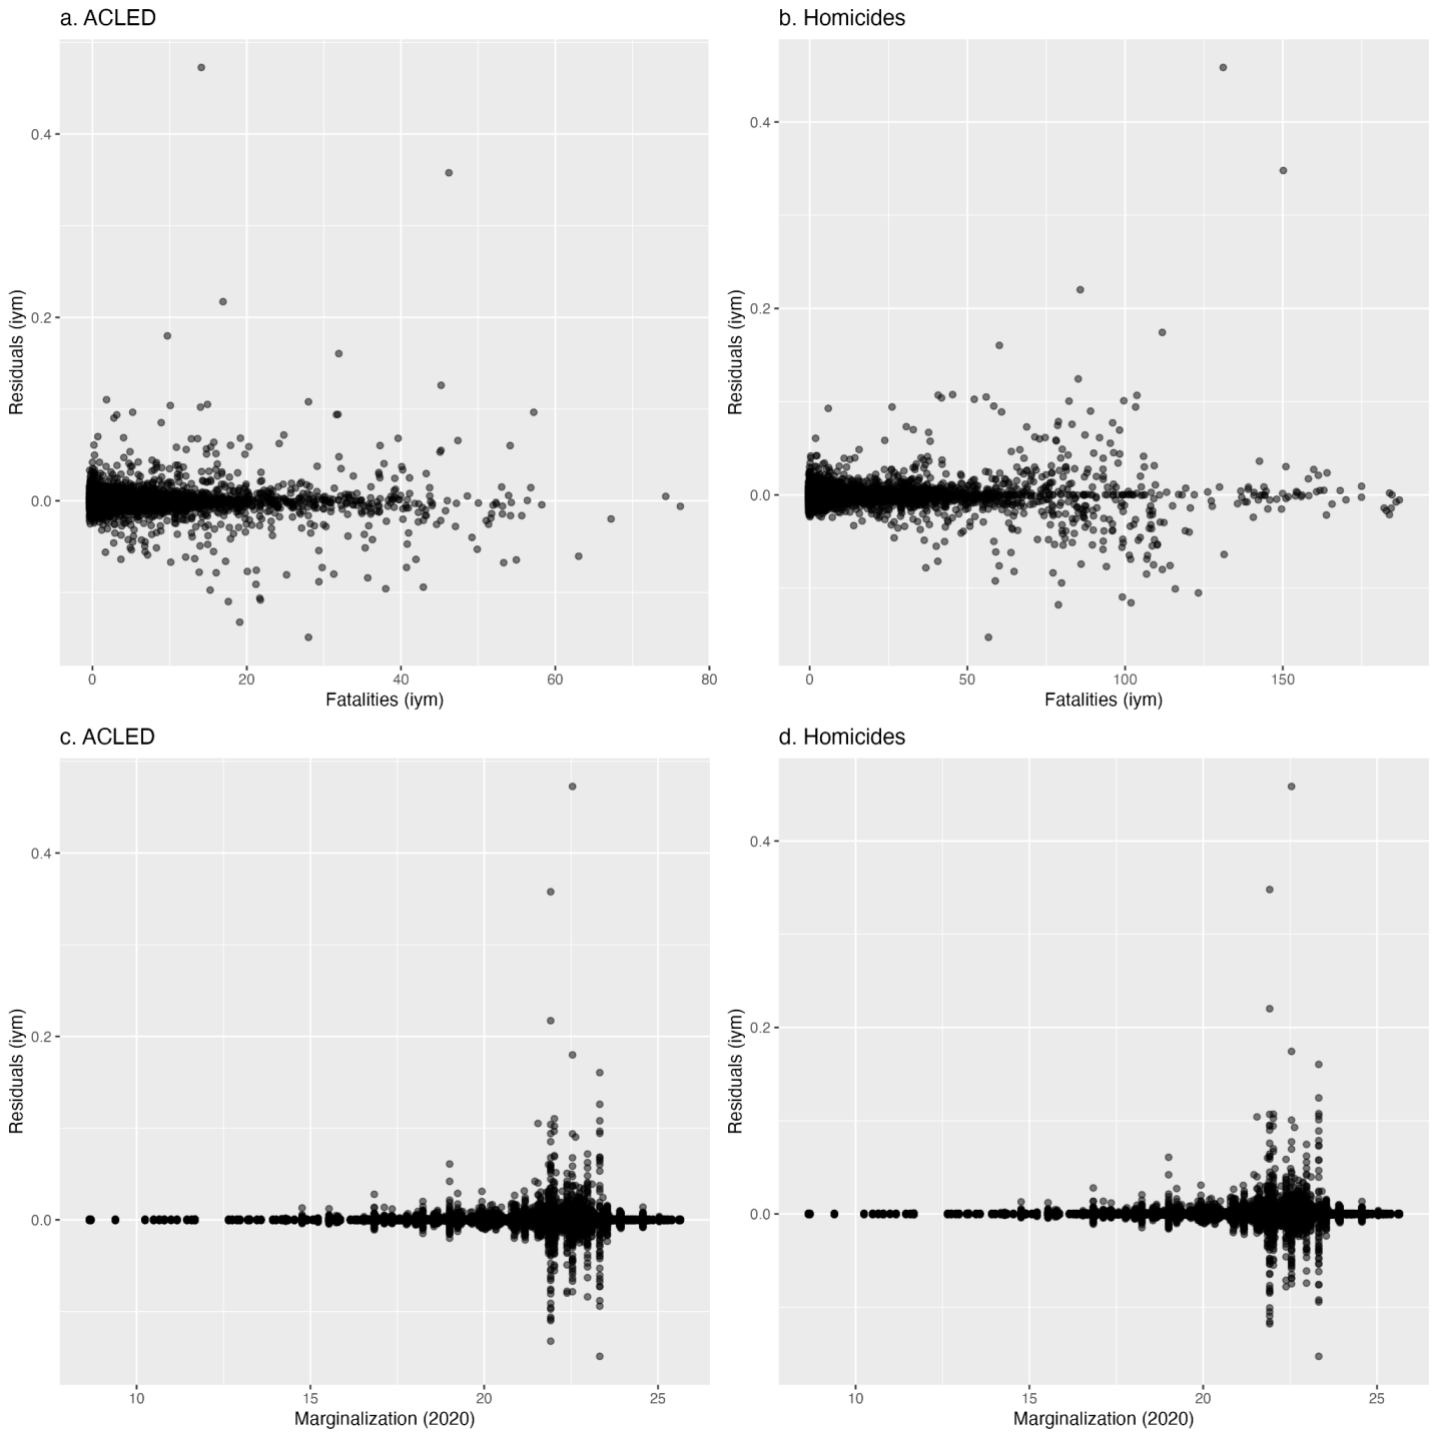 a. ACLED
b. Homicides
0.4
0.2
0.0
Residuals (iym)
0 20 40 60 80
Fatalities (iym)
0.4
0.2
0.0
Residuals (iym)
0 50 100 150
Fatalities (iym)
c. ACLED
d. Homicides
0.4
0.2
0.0
Residuals (iym)
10 15 20 25
Marginalization (2020)
0.4
0.2
0.0
Residuals (iym)
10 15 20 25
Marginalization (2020)